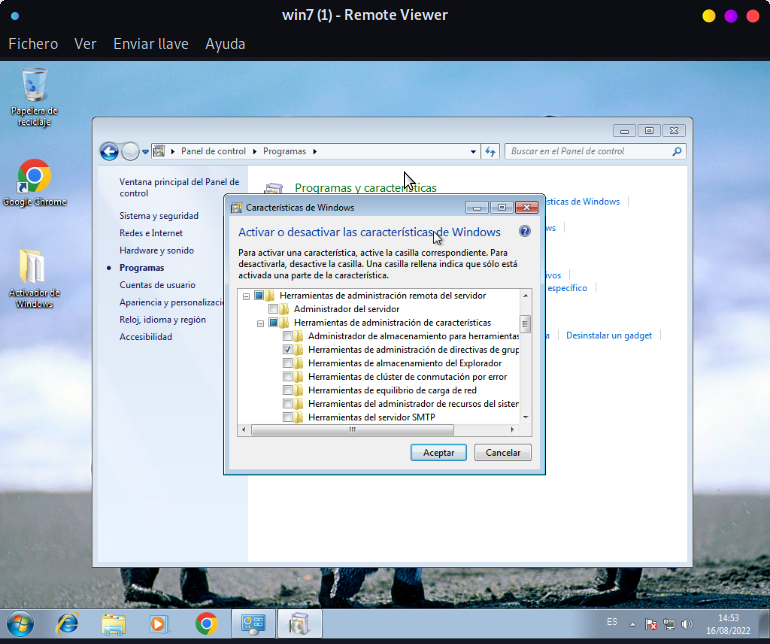 win7 (1) - Remote Viewer
Fichero Ver Enviar llave Ayuda
Papelera de
reciclaje
Google Chrome
Activador de
Windows
Panel de control Programas
Buscar en el Panel de control
Ventana principal del Panel de
control
Sistema y seguridad
Redes e Internet
Hardware y sonido
Programas
Cuentas de usuario
Apariencia y personalizació
Reloj, idioma y región
Accesibilidad
Programas y características
sticas de Windows
ws
ivos
específico
a
Desinstalar un gadget
Características de Windows
Activar o desactivar las características de Windows
Para activar una característica, active la casilla correspondiente. Para
desactivarla, desactive la casilla. Una casilla rellena indica que sólo está
activada una parte de la característica.
Herramientas de administración remota del servidor
Administrador del servidor
Herramientas de administración de características
Administrador de almacenamiento para herramientas
Herramientas de administración de directivas de grup
Herramientas de almacenamiento del Explorador
Herramientas de clúster de conmutación por error
Herramientas de equilibrio de carga de red
Herramientas del administrador de recursos del sister
Herramientas del servidor SMTP
Aceptar Cancelar
ES
14:53
16/08/2022